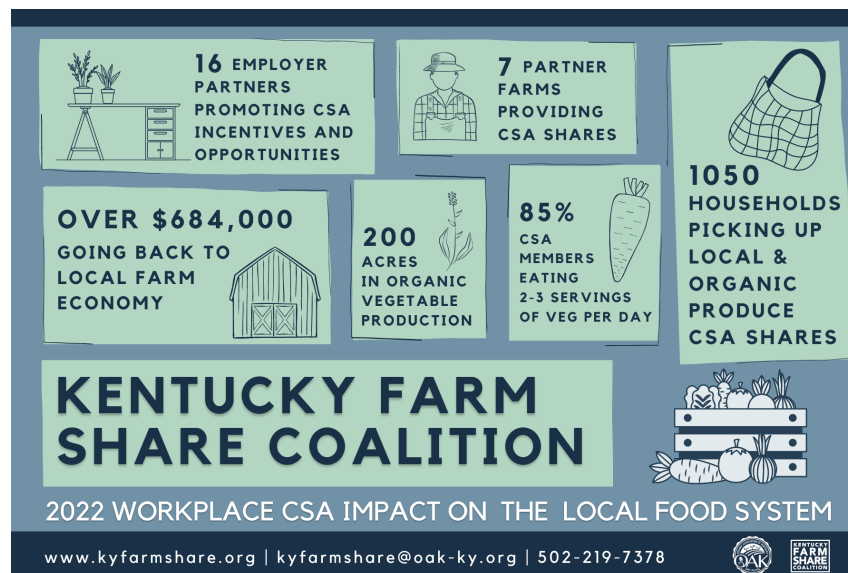 16 EMPLOYER
PARTNERS
PROMOTING CSA
INCENTIVES AND
OPPORTUNITIES
7 PARTNER
FARMS
PROVIDING
CSA SHARES
1050
HOUSEHOLDS
PICKING UP
LOCAL &
ORGANIC
PRODUCE
CSA SHARES
OVER $684,000
GOING BACK TO
LOCAL FARM
ECONOMY
200
ACRES
IN ORGANIC
VEGETABLE
PRODUCTION
85%
CSA
MEMBERS
EATING
2-3 SERVINGS
OF VEG PER DAY
KENTUCKY FARM
SHARE COALITION
2022 WORKPLACE CSA IMPACT ON THE LOCAL FOOD SYSTEM
www.kyfarmshare.org | kyfarmshare@oak-ky.org | 502-219-7378
OAK
KENTUCKY
FARM
SHARE
COALITION